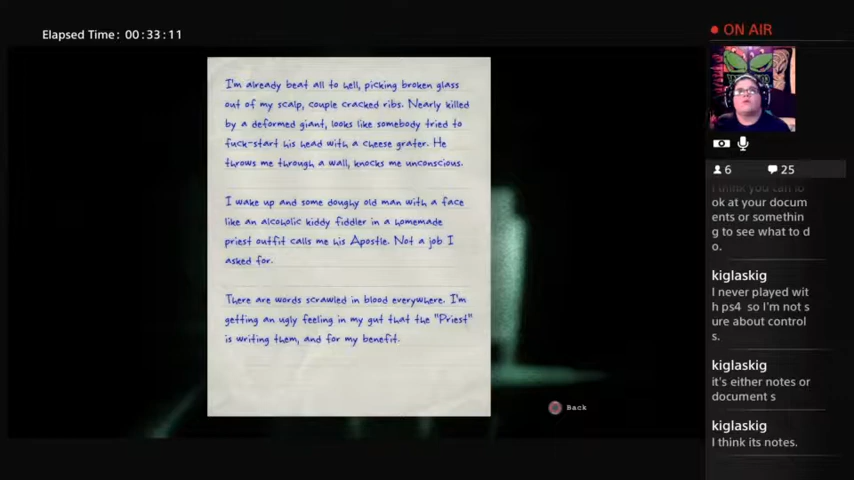 Elapsed Time: 00:33:11
ON AIR
I'm already beat all to hell, picking broken glass
out of my scalp, couple cracked ribs. Nearly killed
by a deformed giant, looks like somebody tried to
fuck-start his head with a cheese grater. He
throws me through a wall, knocks me unconscious.
I wake up and some doughy old man with a face
like an alcoholic kiddy fiddler in a homemade
priest outfit calls me his Apostle. Not a job I
asked for.
There are words scrawled in blood everywhere. I'm
getting an ugly feeling in my gut that the "Priest"
is writing them, and for my benefit.
Back
6
25
I think you can lo
ok at your docum
ents or somethin
g to see what to d
o.
kiglaskig
I never played wit
h ps4 so I'm not s
ure about control
s.
kiglaskig
it's either notes or
document s
kiglaskig
I think its notes.